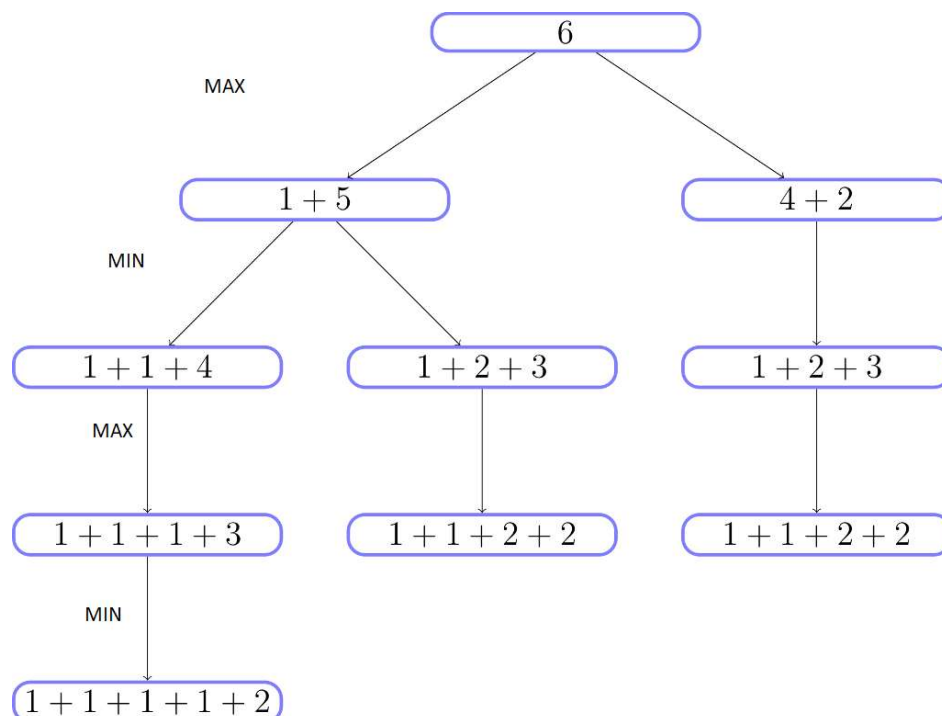 6
MAX
1 + 5
4 + 2
MIN
1 + 1 + 4
1 + 2 + 3
1 + 2 + 3
MAX
1 + 1 + 1 + 3
1 + 1 + 2 + 2
1 + 1 + 2 + 2
MIN
1 + 1 + 1 + 1 + 2